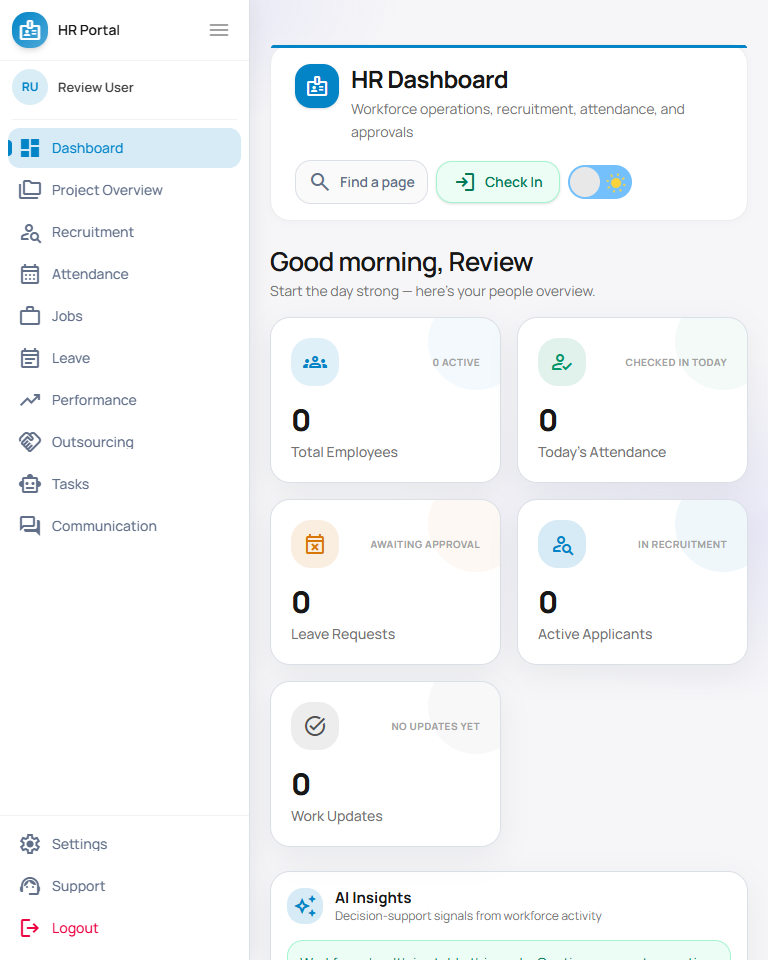 HR Portal
RU
Review User
Dashboard
Project Overview
Recruitment
Attendance
Jobs
Leave
Performance
Outsourcing
Tasks
Communication
Settings
Support
Logout
HR Dashboard
Workforce operations, recruitment, attendance, and
approvals
Find a page
Check In
Good morning, Review
Start the day strong — here's your people overview.
0 ACTIVE
0
Total Employees
CHECKED IN TODAY
0
Today's Attendance
AWAITING APPROVAL
0
Leave Requests
IN RECRUITMENT
0
Active Applicants
NO UPDATES YET
0
Work Updates
AI Insights
Decision-support signals from workforce activity